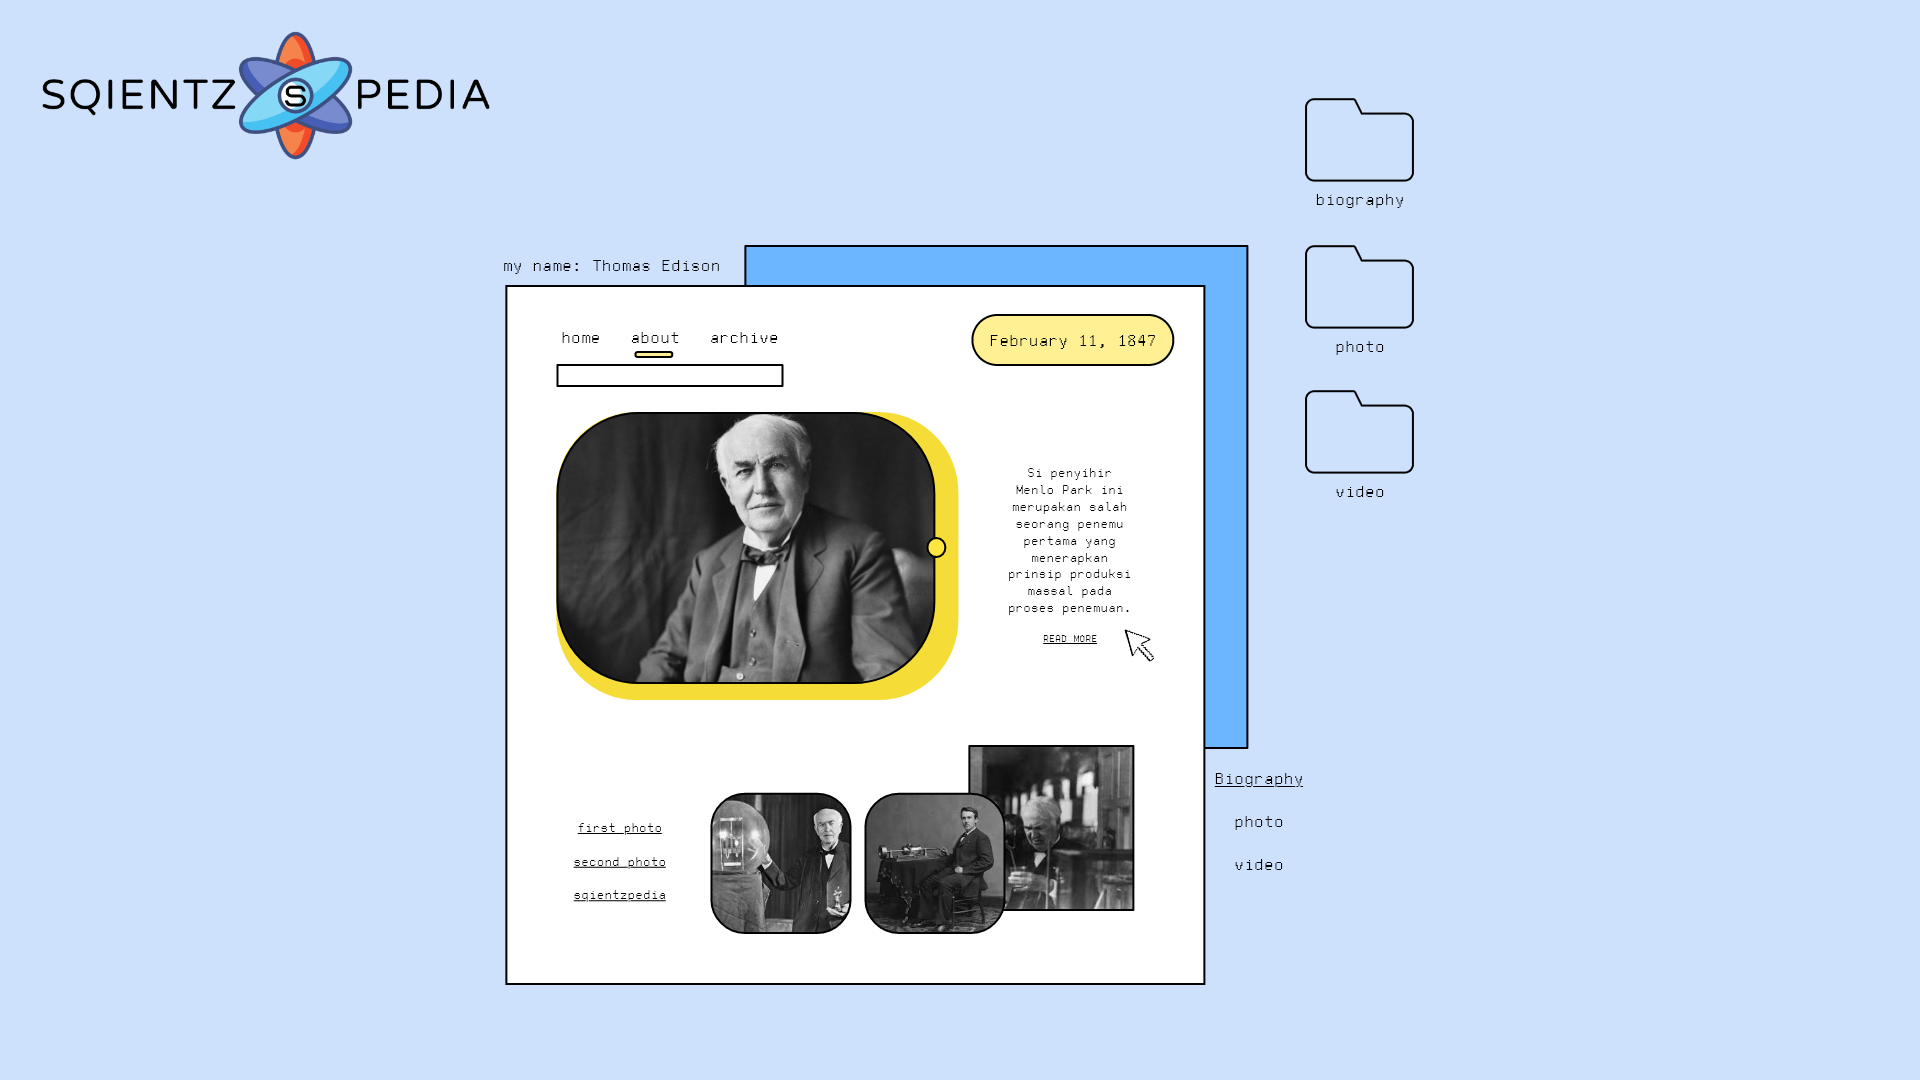 SQIENTZ S PEDIA
biography
my name: Thomas Edison
photo
home about archive
February 11, 1847
video
Si penyihir
Menlo Park ini
merupakan salah
seorang penemu
pertama yang
menerapkan
prinsip produksi
massal pada
proses penemuan.
READ MORE
Biography
photo
video
first photo
second photo
sqientzpedia